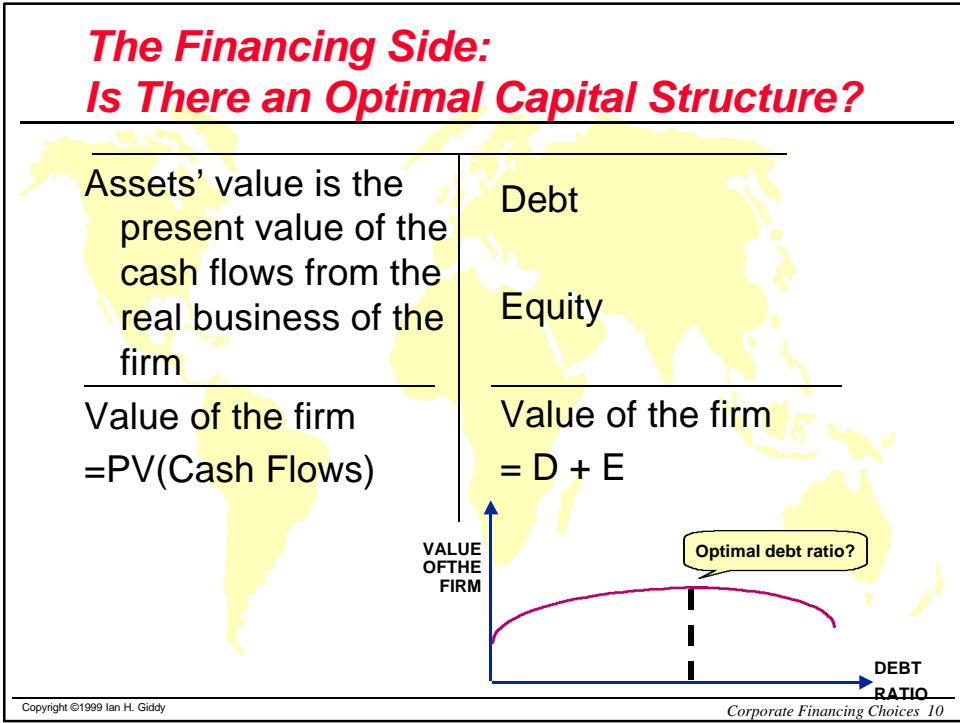 The Financing Side:
Is There an Optimal Capital Structure?
Assets’ value is the
present value of the
cash flows from the
real business of the
firm
Debt
Equity
Value of the firm
=PV(Cash Flows)
Value of the firm
= D + E
VALUE
OFTHE
FIRM
Optimal debt ratio?
DEBT
RATIO
Copyright ©1999 Ian H. Giddy
Corporate Financing Choices 10